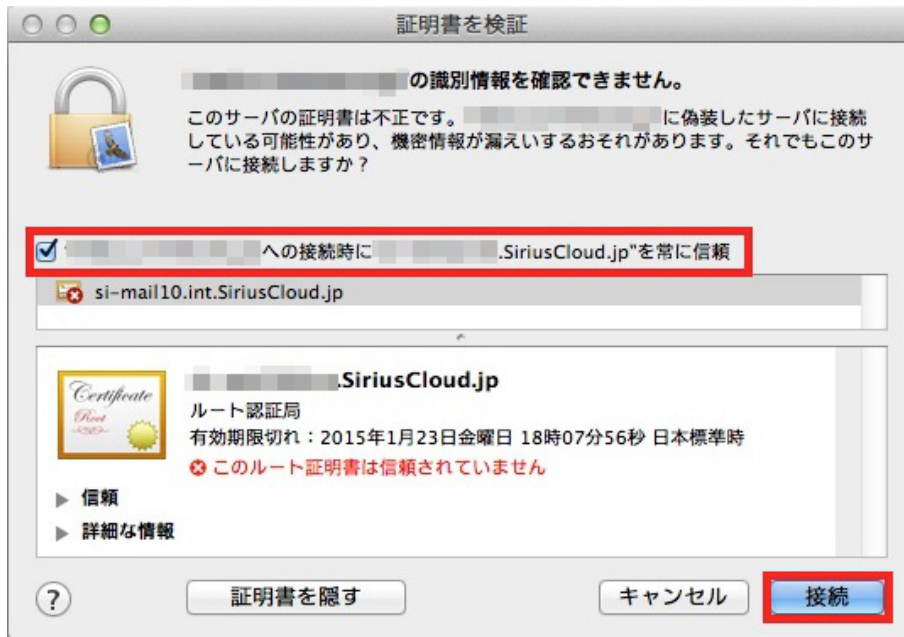 証明書を検証
の識別情報を確認できません。
このサーバの証明書は不正です。 に偽装したサーバに接続
している可能性があり、機密情報が漏えいするおそれがあります。それでもこのサ
ーバに接続しますか？
への接続時に .SiriusCloud.jp"を常に信頼
si-mail10.int.SiriusCloud.jp
Certificate
Root
.SiriusCloud.jp
ルート認証局
有効期限切れ：2015年1月23日金曜日 18時07分56秒 日本標準時
このルート証明書は信頼されていません
信頼
詳細な情報
?
証明書を隠す
キャンセル
接続